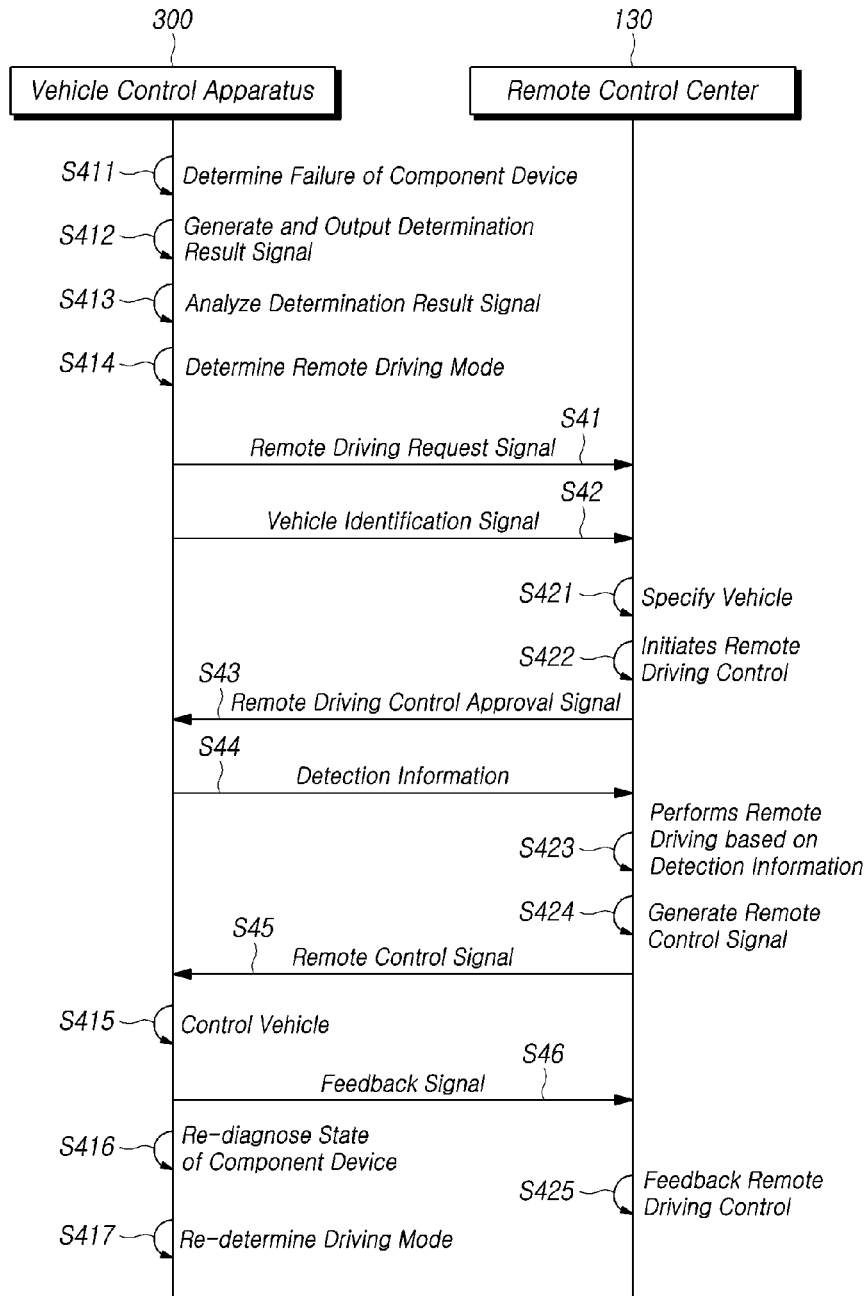 300
130
Vehicle Control Apparatus
Remote Control Center
S411
Determine Failure of Component Device
S412
Generate and Output Determination
Result Signal
S413
Analyze Determination Result Signal
S414
Determine Remote Driving Mode
S41
Remote Driving Request Signal
S42
Vehicle Identification Signal
S421
Specify Vehicle
S422
Initiates Remote
Driving Control
S43
Remote Driving Control Approval Signal
S44
Detection Information
S423
Performs Remote
Driving based on
Detection Information
S424
Generate Remote
Control Signal
S45
Remote Control Signal
S415
Control Vehicle
S46
Feedback Signal
S416
Re-diagnose State
of Component Device
S425
Feedback Remote
Driving Control
S417
Re-determine Driving Mode